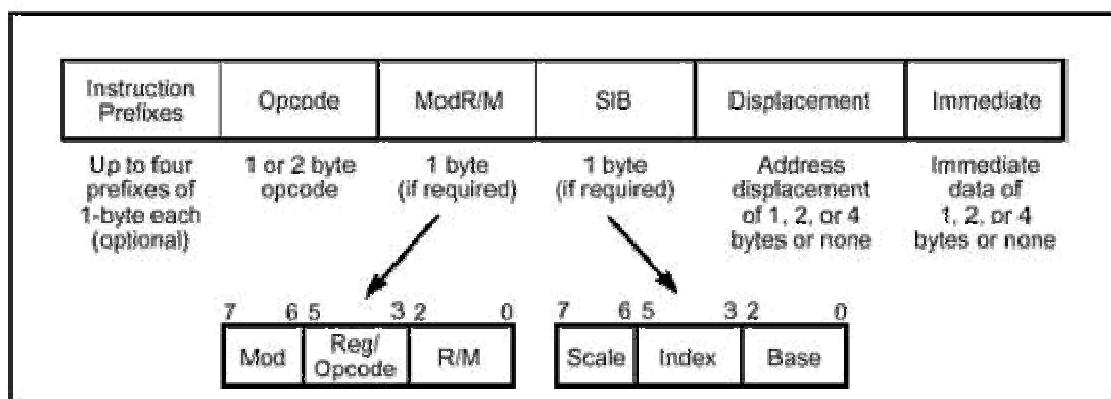 Instruction
Prefixes
Opcode
ModR/M
SIB
Displacement
Immediate
Up to four
prefixes of
1-byte each
(optional)
1 or 2 byte
opcode
1 byte
(if required)
1 byte
(if required)
Address
displacement
of 1, 2, or 4
bytes or none
Immediate
data of
1, 2, or 4
bytes or none
7 6 5 3 2 0
Mod
Reg/
Opcode
R/M
7 6 5 3 2 0
Scale
Index
Base